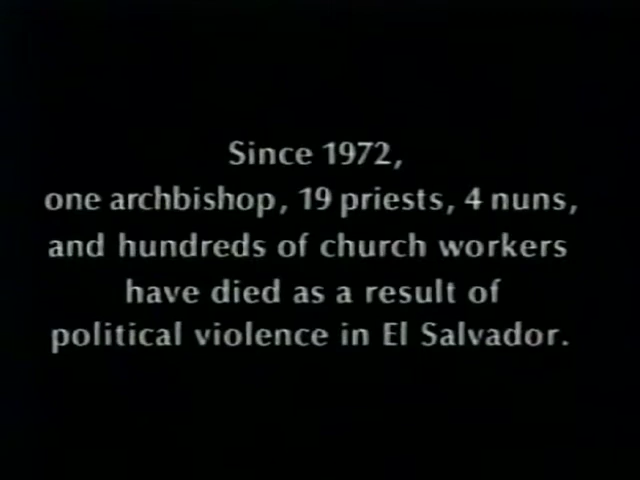 Since 1972,
one archbishop, 19 priests, 4 nuns,
and hundreds of church workers
have died as a result of
political violence in El Salvador.